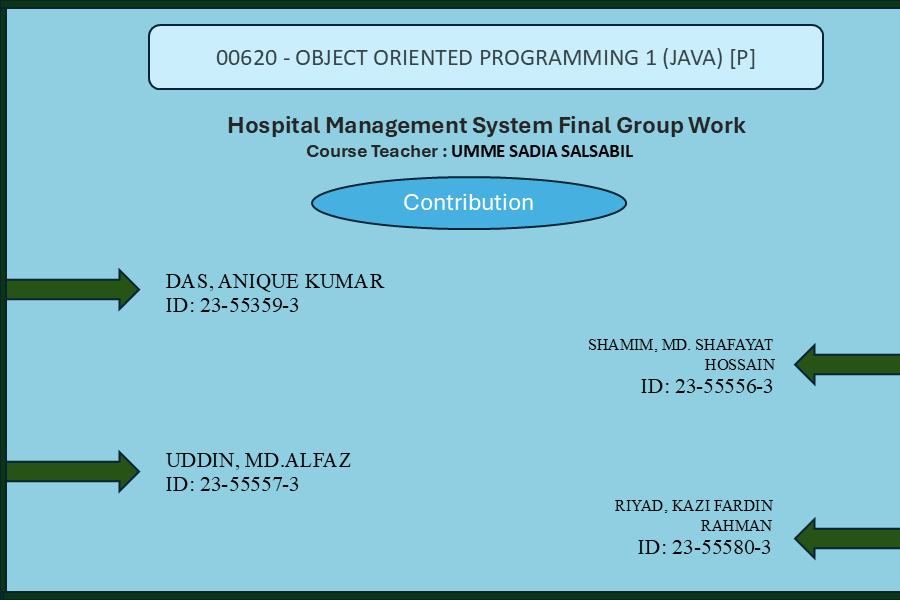 00620 - OBJECT ORIENTED PROGRAMMING 1 (JAVA) [P]
Hospital Management System Final Group Work
Course Teacher : UMME SADIA SALSABIL
Contribution
DAS, ANIQUE KUMAR
ID: 23-55359-3
SHAMIM, MD. SHAFAYAT
HOSSAIN
ID: 23-55556-3
UDDIN, MD.ALFAZ
ID: 23-55557-3
RIYAD, KAZI FARDIN
RAHMAN
ID: 23-55580-3